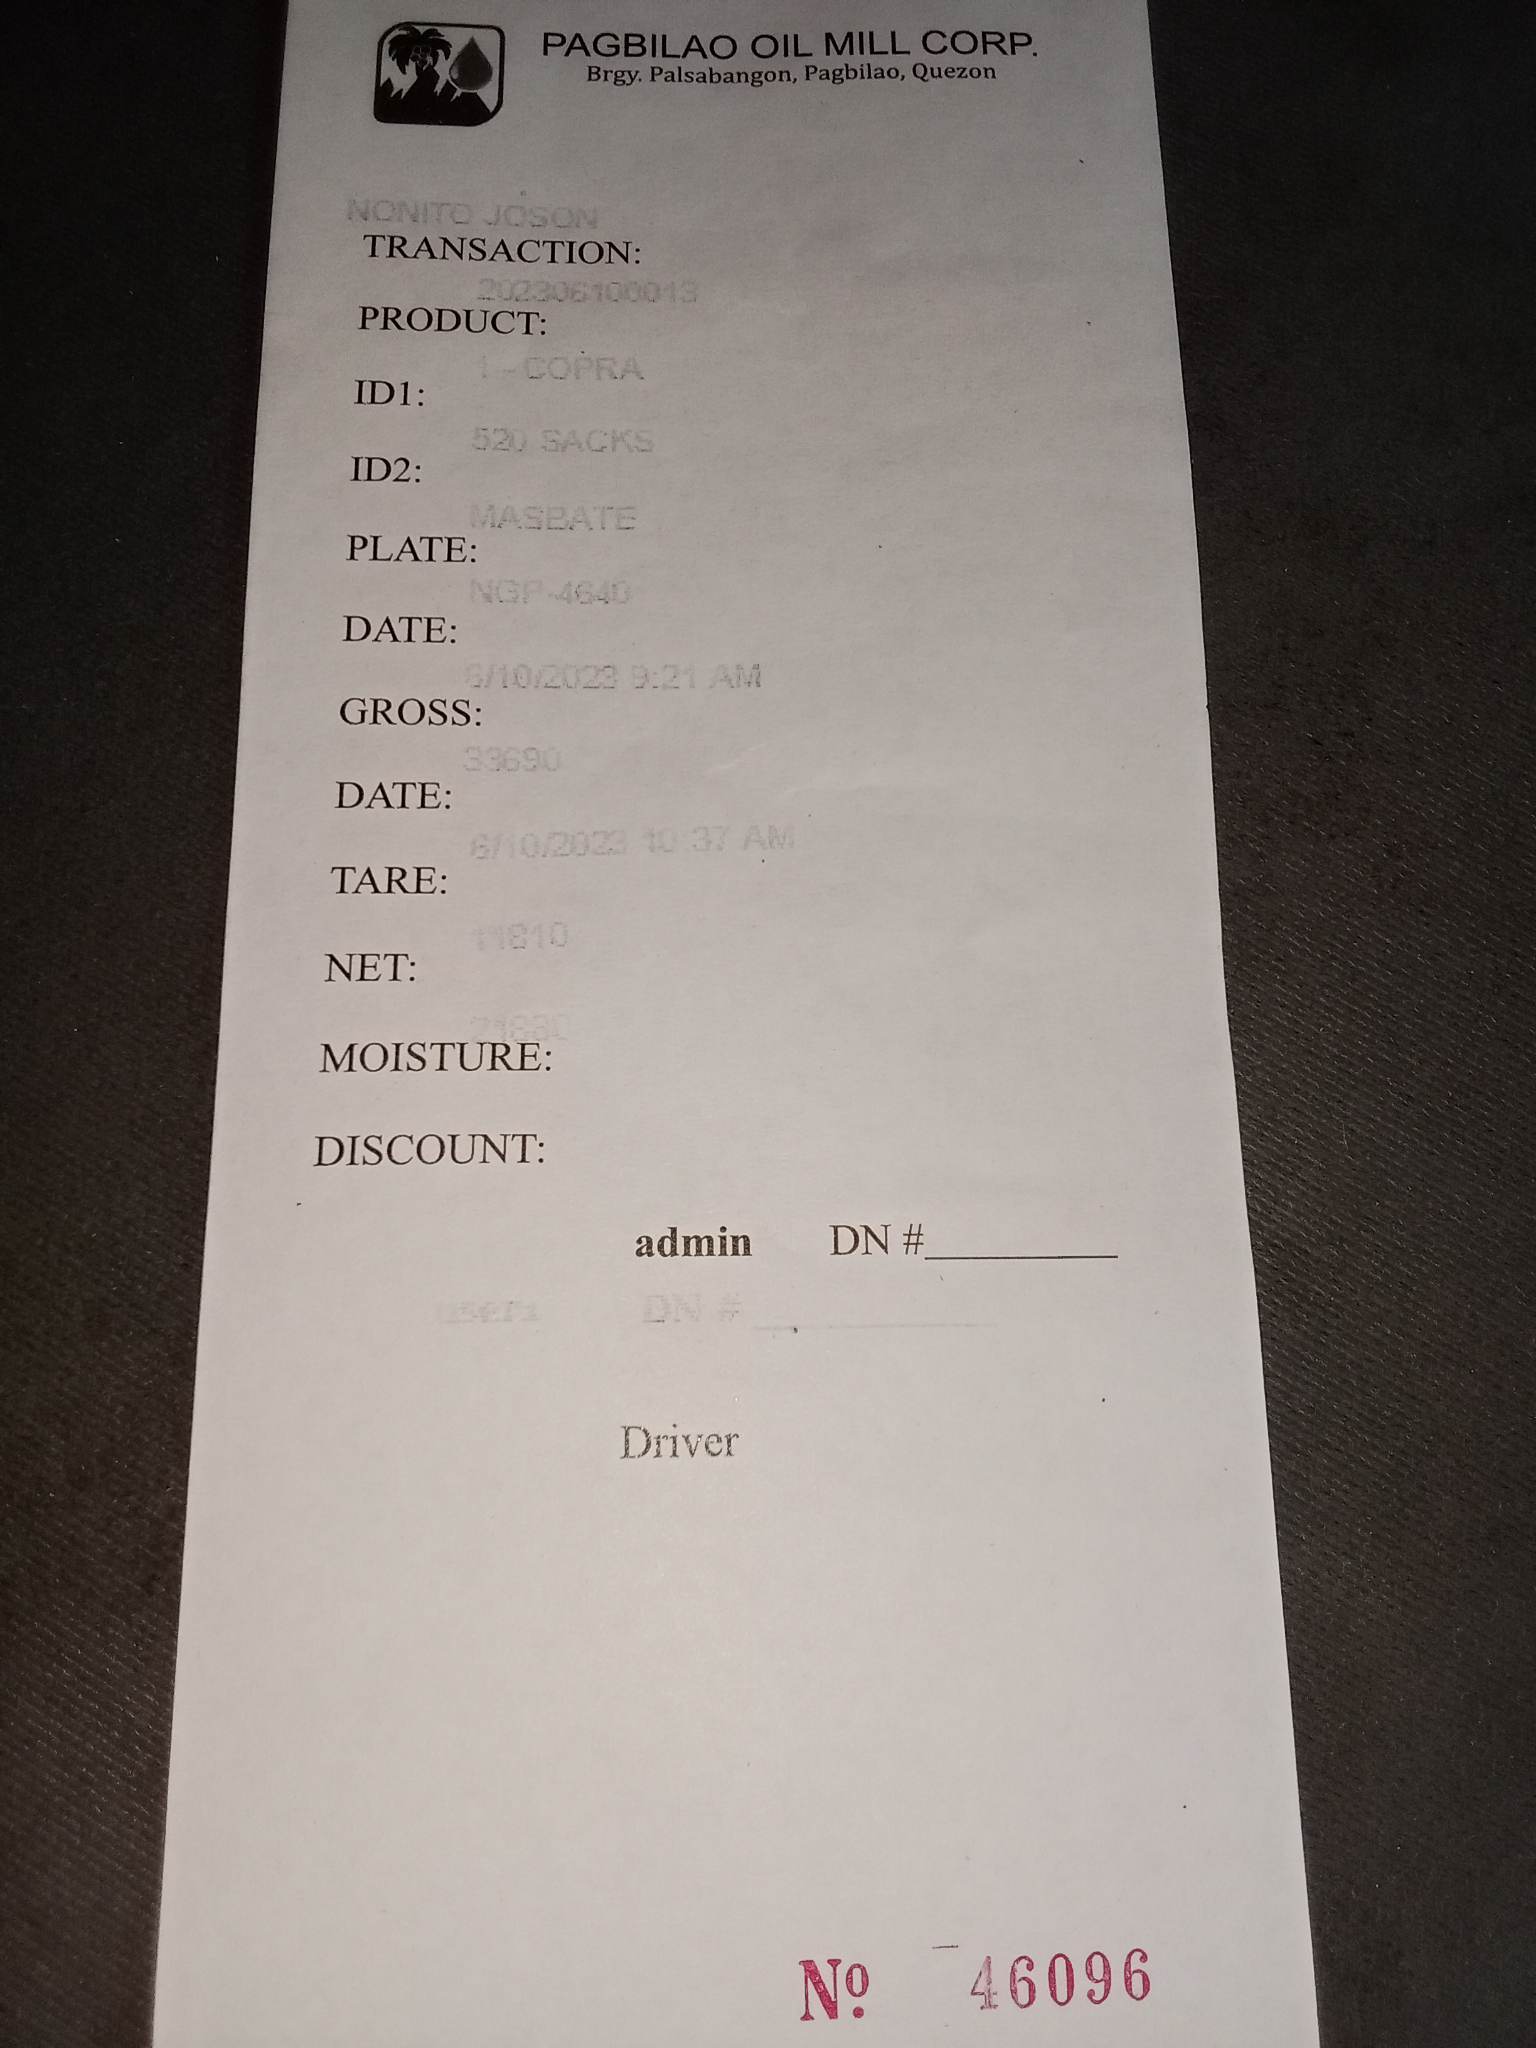 PAGBILAO OIL MILL CORP.
Brgy. Palsabangon, Pagbilao, Quezon
NONITO JOSON
TRANSACTION:
202306100013
PRODUCT:
1 - COPRA
ID1:
520 SACKS
ID2:
MASBATE
PLATE:
NGP-4640
DATE:
6/10/2023 9:21 AM
GROSS:
33690
DATE:
6/10/2023 10:37 AM
TARE:
11810
NET:
MOISTURE:
DISCOUNT:
admin DN #__________
user1 DN # __________
Driver
Nº 46096